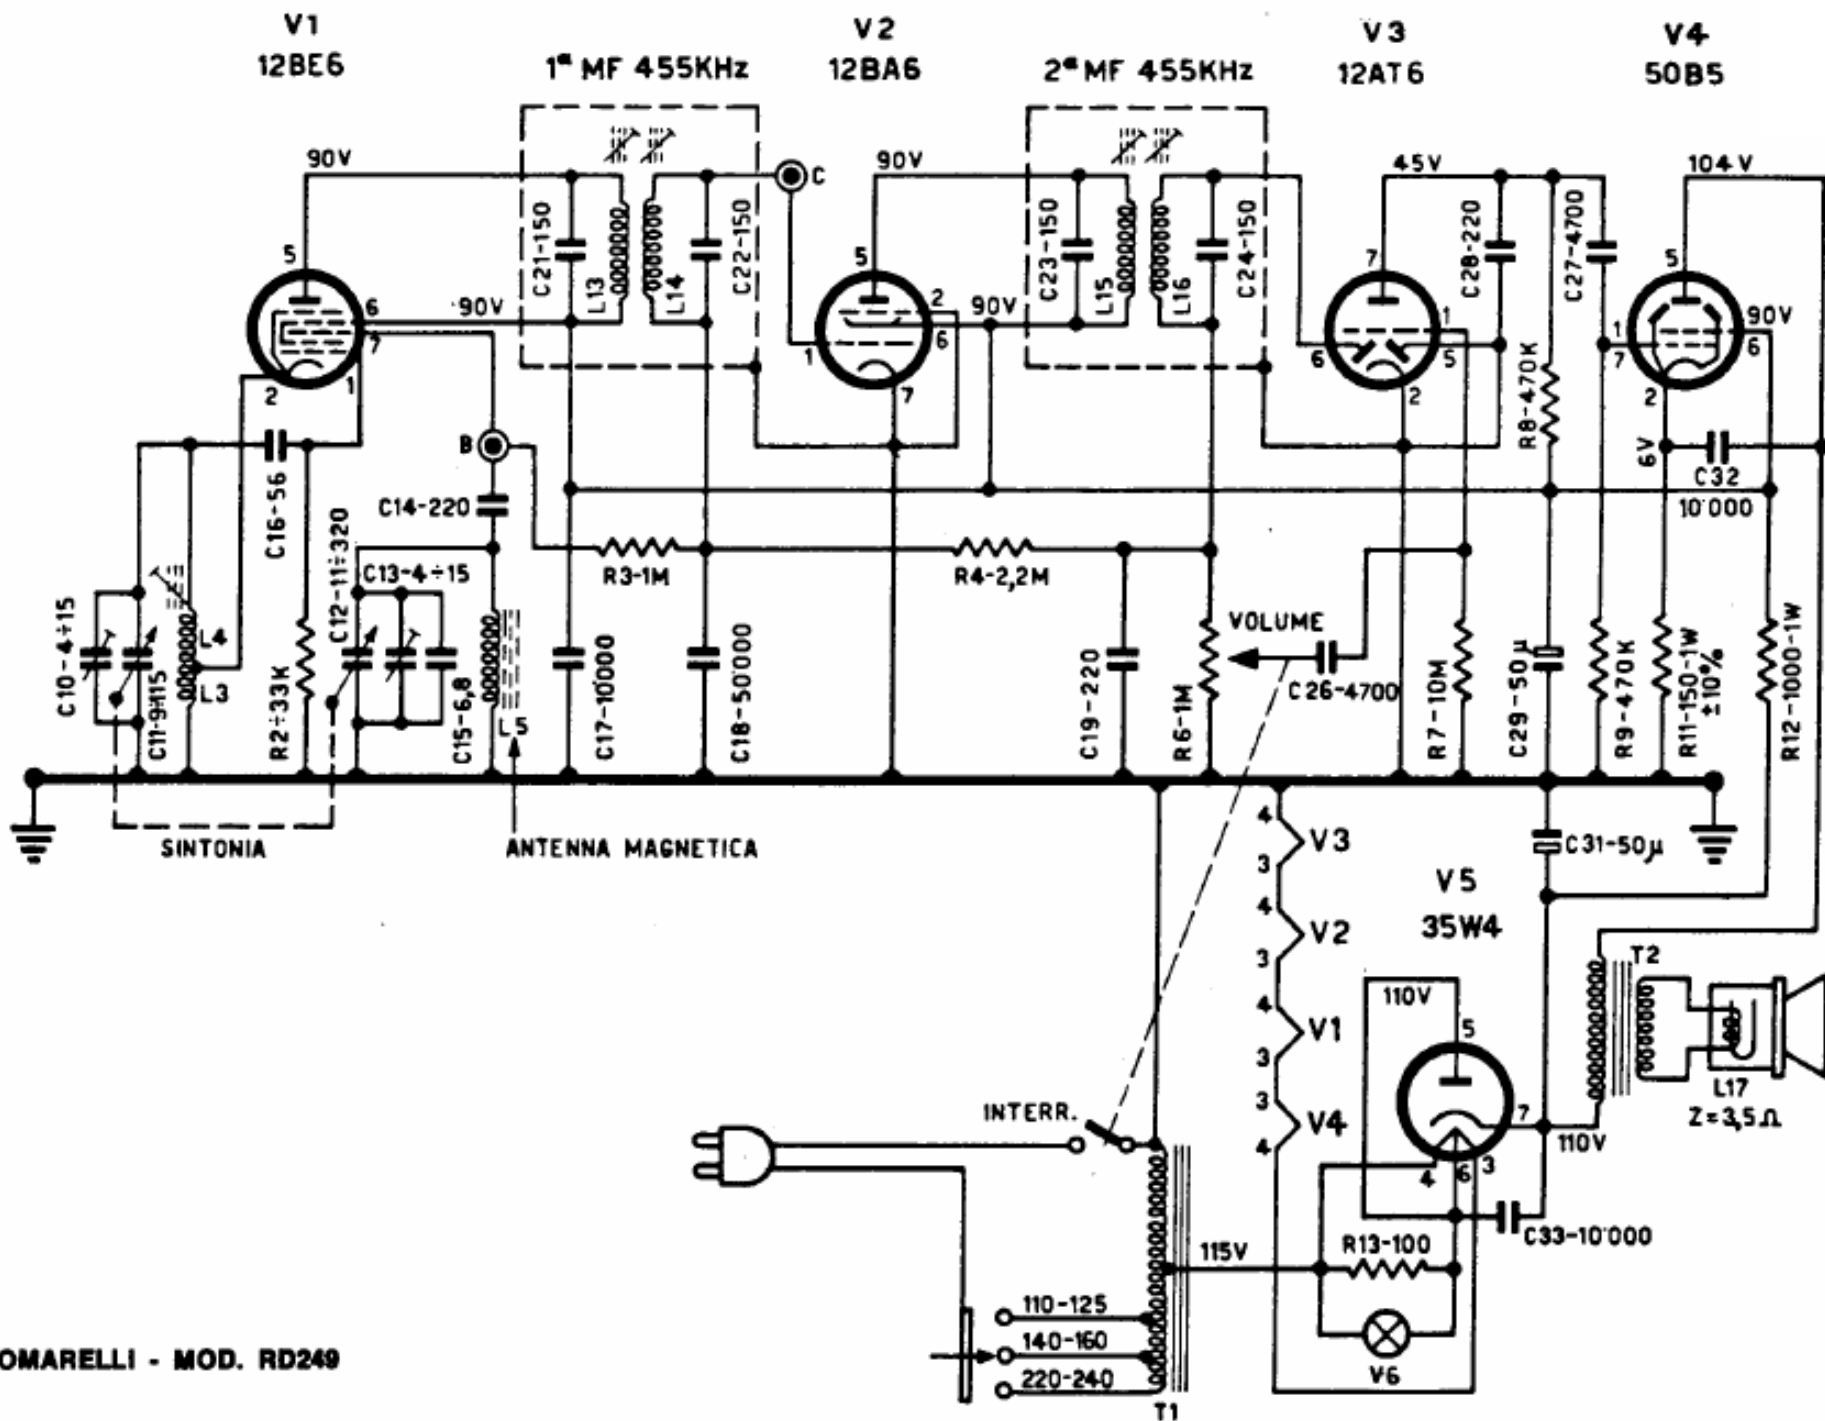 V1
12BE6
1ª MF 455KHz
V2
12BA6
2ª MF 455KHz
V3
12AT6
V4
50B5
90V
C
90V
45V
104V
C21-150
L13
L14
C22-150
C23-150
L15
L16
C24-150
C28-220
C27-4700
5
6
7
90V
2
1
5
2
6
1
7
90V
7
1
5
6
2
5
1
7
90V
6
2
R8-470K
6V
C32
10'000
B
C16-56
C14-220
C12-11÷320
C13-4÷15
R3-1M
R4-2,2M
VOLUME
C10-4÷15
C11-9÷115
L4
L3
R2÷33K
C15-6,8
L5
C17-10'000
C18-50'000
C19-220
R6-1M
C26-4700
R7-10M
C29-50µ
R9-470K
R11-150-1W
±10%
R12-1000-1W
SINTONIA
ANTENNA MAGNETICA
4
V3
3
4
V2
3
4
V1
3
3
V4
4
C31-50µ
V5
35W4
110V
5
7
110V
4
6
3
T2
L17
Z=3,5Ω
INTERR.
C33-10'000
R13-100
115V
V6
110-125
140-160
220-240
T1
OMARELLI - MOD. RD249